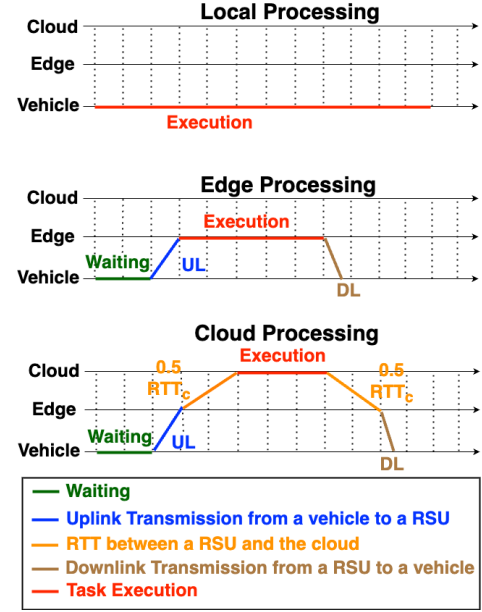 Local Processing
Cloud
Edge
Vehicle
Execution
Edge Processing
Cloud
Edge
Execution
Waiting
UL
Vehicle
DL
Cloud Processing
Execution
Cloud
0.5
RTTc
0.5
RTTc
Edge
Waiting
UL
Vehicle
DL
Waiting
Uplink Transmission from a vehicle to a RSU
RTT between a RSU and the cloud
Downlink Transmission from a RSU to a vehicle
Task Execution